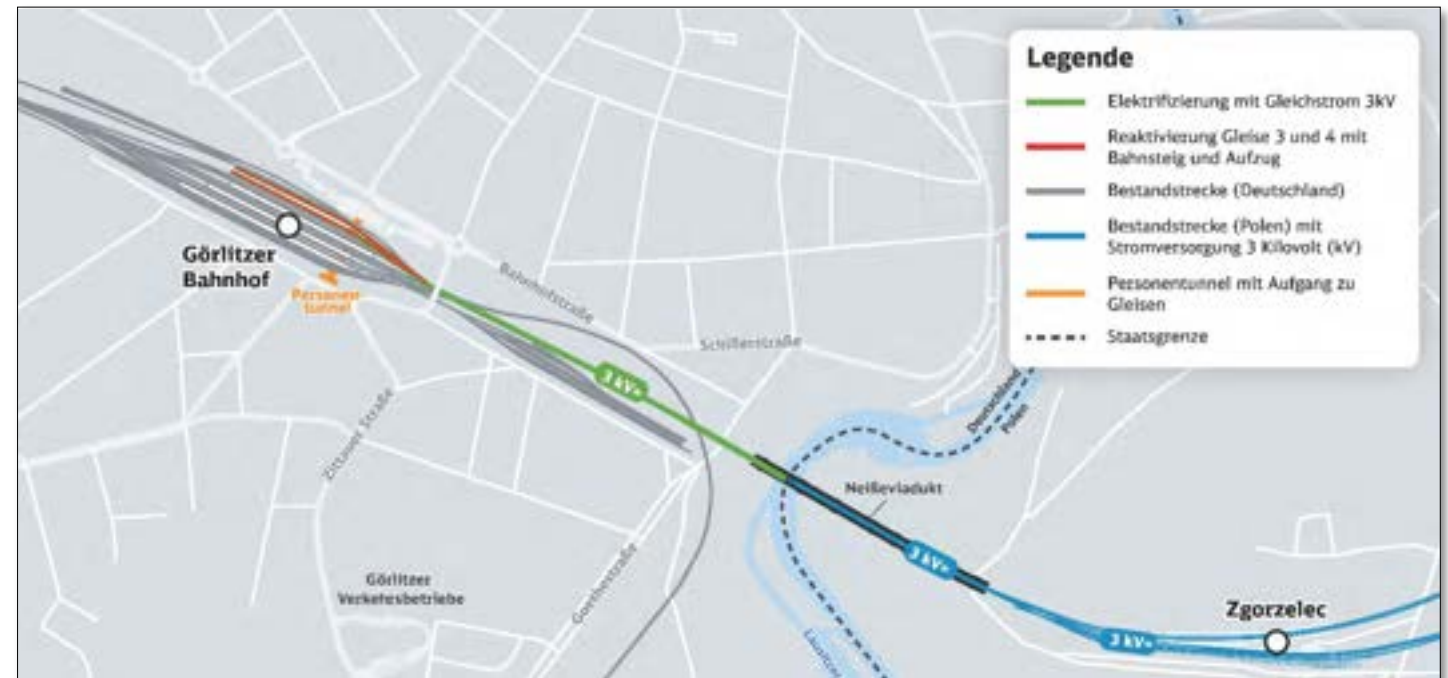 Legende
Elektrifizierung mit Gleichstrom 3kV
Reaktivierung Gleise 3 und 4 mit
Bahnsteig und Aufzug
Bestandstrecke (Deutschland)
Bestandstrecke (Polen) mit
Stromversorgung 3 Kilovolt (kV)
Personentunnel mit Aufgang zu
Gleisen
Staatsgrenze
Görlitzer
Bahnhof
Personen-
tunnel
Bahnhofstraße
Schillerstraße
3 kV=
Deutschland
Polen
Zittauer Straße
Neißeviadukt
3 kV=
Görlitzer
Verkehrsbetriebe
Goethestraße
Zgorzelec
3 kV=